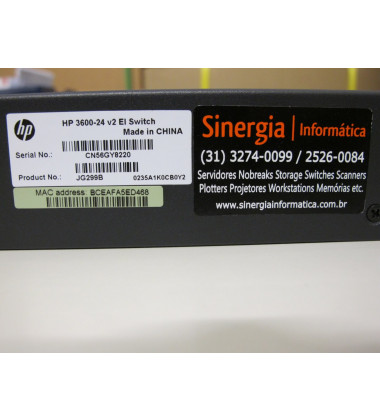 hp
HP 3600-24 v2 EI Switch
Made in CHINA
Serial No.:
CN56GY8220
Product No.:
JG299B 0235A1K0CB0Y2
MAC address: BCEAFA5ED468
Sinergia | Informática
(31) 3274-0099 / 2526-0084
Servidores Nobreaks Storage Switches Scanners
Plotters Projetores Workstations Memórias etc.
www.sinergiainformatica.com.br